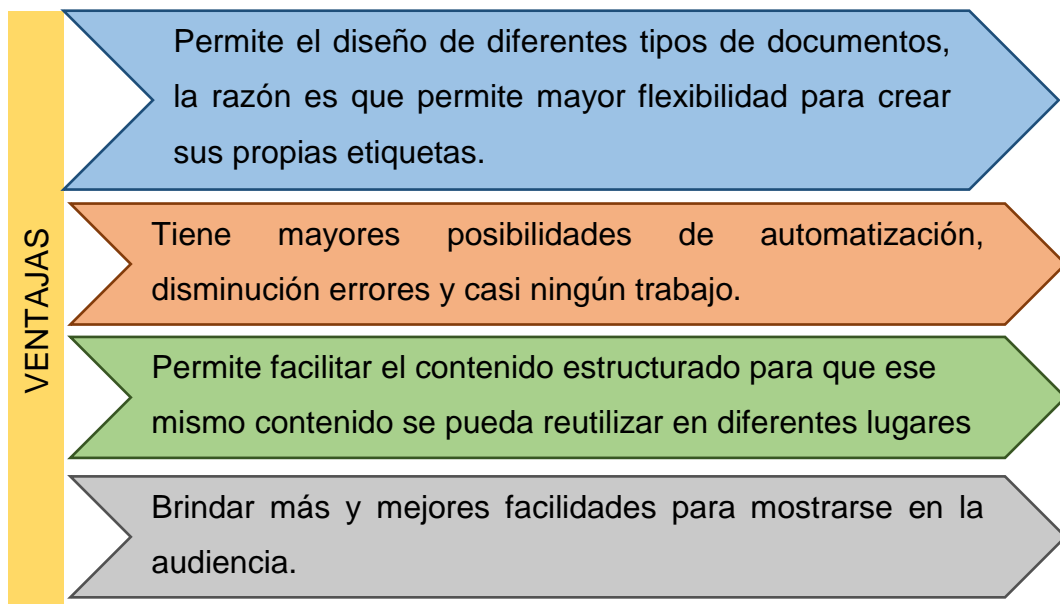 VENTAJAS
Permite el diseño de diferentes tipos de documentos,
la razón es que permite mayor flexibilidad para crear
sus propias etiquetas.
Tiene mayores posibilidades de automatización,
disminución errores y casi ningún trabajo.
Permite facilitar el contenido estructurado para que ese
mismo contenido se pueda reutilizar en diferentes lugares
Brindar más y mejores facilidades para mostrarse en la
audiencia.